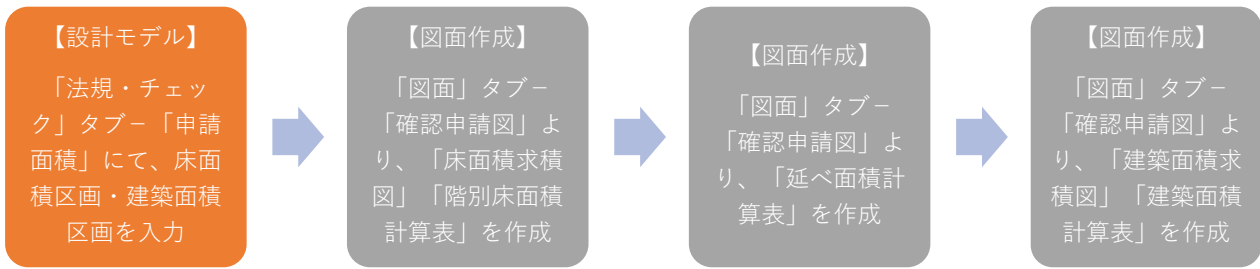 【設計モデル】
「法規・チェッ
ク」タブ－「申請
面積」にて、床面
積区画・建築面積
区画を入力
【図面作成】
「図面」タブ－
「確認申請図」よ
り、「床面積求積
図」「階別床面積
計算表」を作成
【図面作成】
「図面」タブ－
「確認申請図」よ
り、「延べ面積計
算表」を作成
【図面作成】
「図面」タブ－
「確認申請図」よ
り、「建築面積求
積図」「建築面積
計算表」を作成